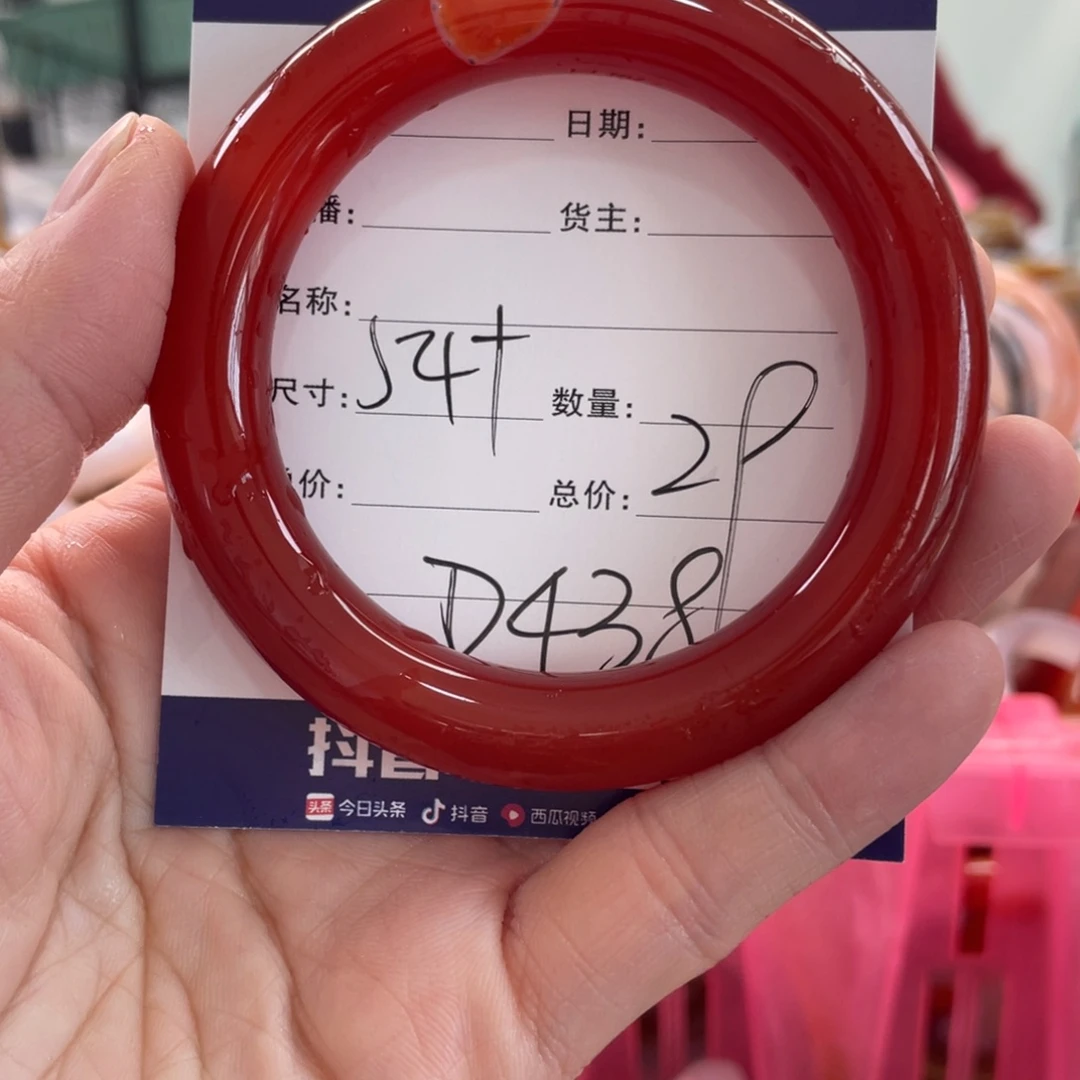 日期:
播: 货主:
名称:
尺寸: 54+ 数量:
价: 总价: 29
D438
抖音
头条 今日头条 抖音 西瓜视频